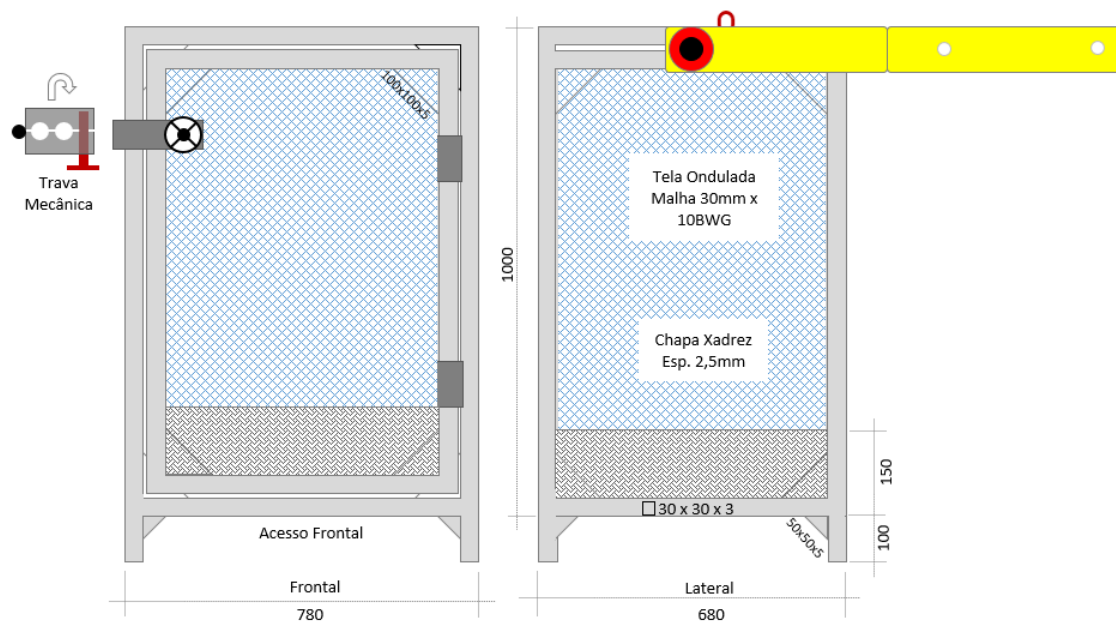 100x100x5
Trava
Mecânica
Tela Ondulada
Malha 30mm x
10BWG
1000
Chapa Xadrez
Esp. 2,5mm
150
30 x 30 x 3
50x50x5
100
Acesso Frontal
Frontal
780
Lateral
680